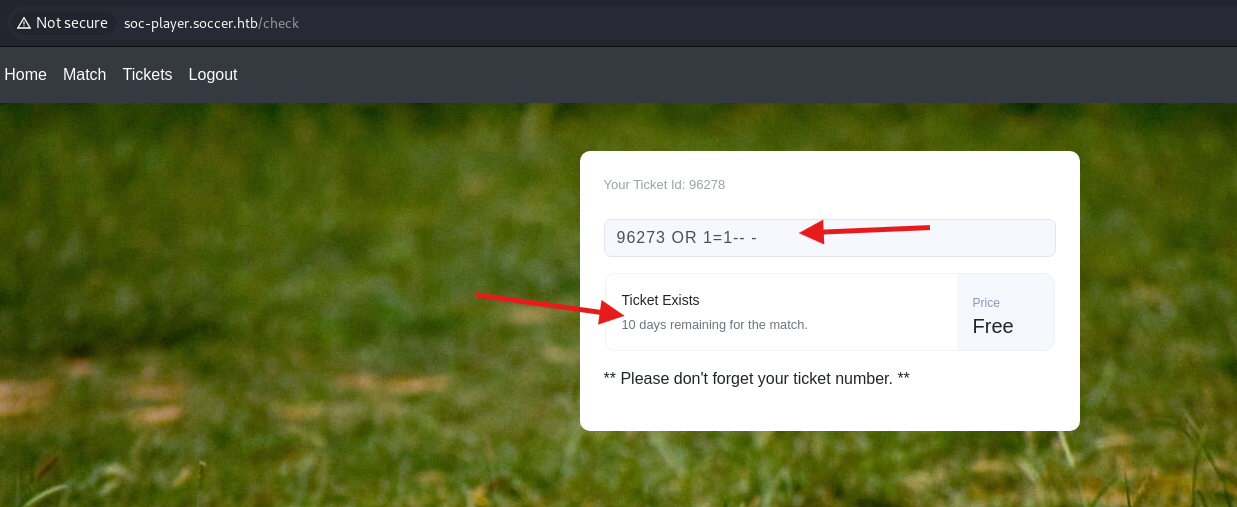 Not secure soc-player.soccer.htb/check
Home Match Tickets Logout
Your Ticket Id: 96278
96273 OR 1=1-- -
Ticket Exists
10 days remaining for the match.
Price
Free
** Please don't forget your ticket number. **